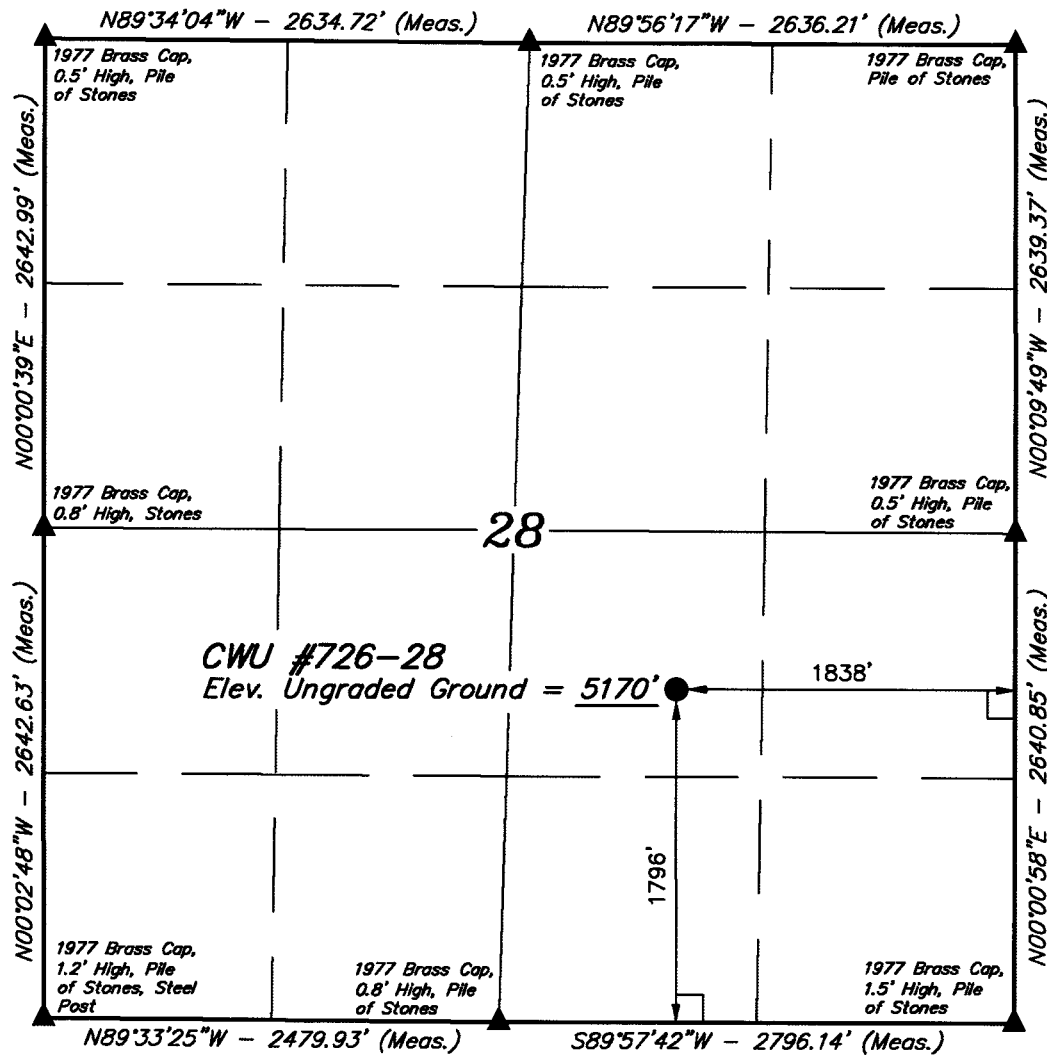 N89°34'04"W - 2634.72' (Meas.)
N89°56'17"W - 2636.21' (Meas.)
1977 Brass Cap,
0.5' High, Pile
of Stones
1977 Brass Cap,
0.5' High, Pile
of Stones
1977 Brass Cap,
Pile of Stones
N00°00'39"E - 2642.99' (Meas.)
N00°09'49"W - 2639.37' (Meas.)
1977 Brass Cap,
0.8' High, Stones
1977 Brass Cap,
0.5' High, Pile
of Stones
28
CWU #726-28
Elev. Ungraded Ground = 5170'
1838'
1796'
N00°02'48"W - 2642.63' (Meas.)
N00°00'58"E - 2640.85' (Meas.)
1977 Brass Cap,
1.2' High, Pile
of Stones, Steel
Post
1977 Brass Cap,
0.8' High, Pile
of Stones
1977 Brass Cap,
1.5' High, Pile
of Stones
N89°33'25"W - 2479.93' (Meas.)
S89°57'42"W - 2796.14' (Meas.)